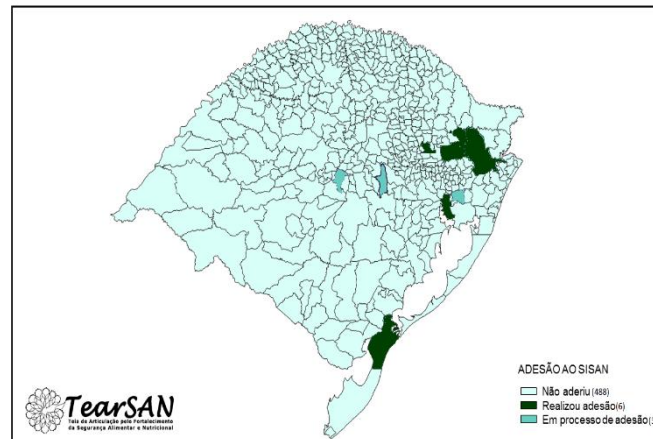 ADESÃO AO SISAN
Não aderiu (488)
Realizou adesão (6)
Em processo de adesão
TearSAN
Teia de Articulação pelo Fortalecimento
da Segurança Alimentar e Nutricional